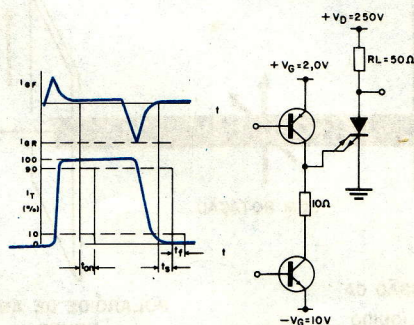 + VD = 250V
RL = 50Ω
+ VG = 2,0V
10Ω
−VG = 10V
IGF
t
IGR
100
90
IT
(%)
10
0
ton
ts
tf
t